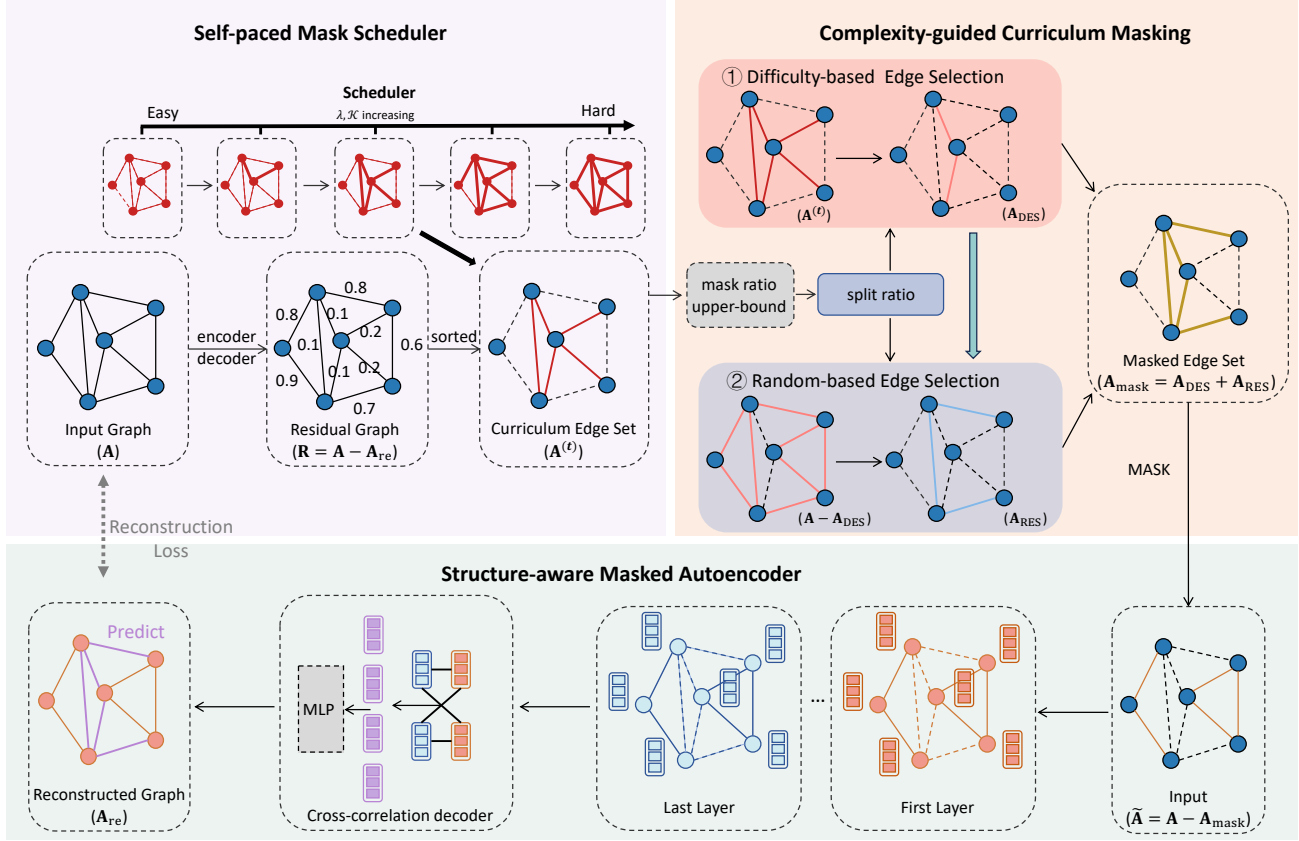 Self-paced Mask Scheduler
Scheduler
Easy
λ, 𝒦 increasing
Hard
Input Graph
(A)
encoder
decoder
0.8
0.8
0.1
0.2
0.1
0.6
0.1
0.2
0.9
0.7
Residual Graph
(R = A − A_re)
sorted
Curriculum Edge Set
(A^(t))
Complexity-guided Curriculum Masking
① Difficulty-based Edge Selection
(A^(t))
(A_DES)
mask ratio
upper-bound
split ratio
② Random-based Edge Selection
(A − A_DES)
(A_RES)
Masked Edge Set
(A_mask = A_DES + A_RES)
MASK
Reconstruction
Loss
Structure-aware Masked Autoencoder
Predict
Reconstructed Graph
(A_re)
MLP
Cross-correlation decoder
Last Layer
...
First Layer
Input
(Ã = A − A_mask)